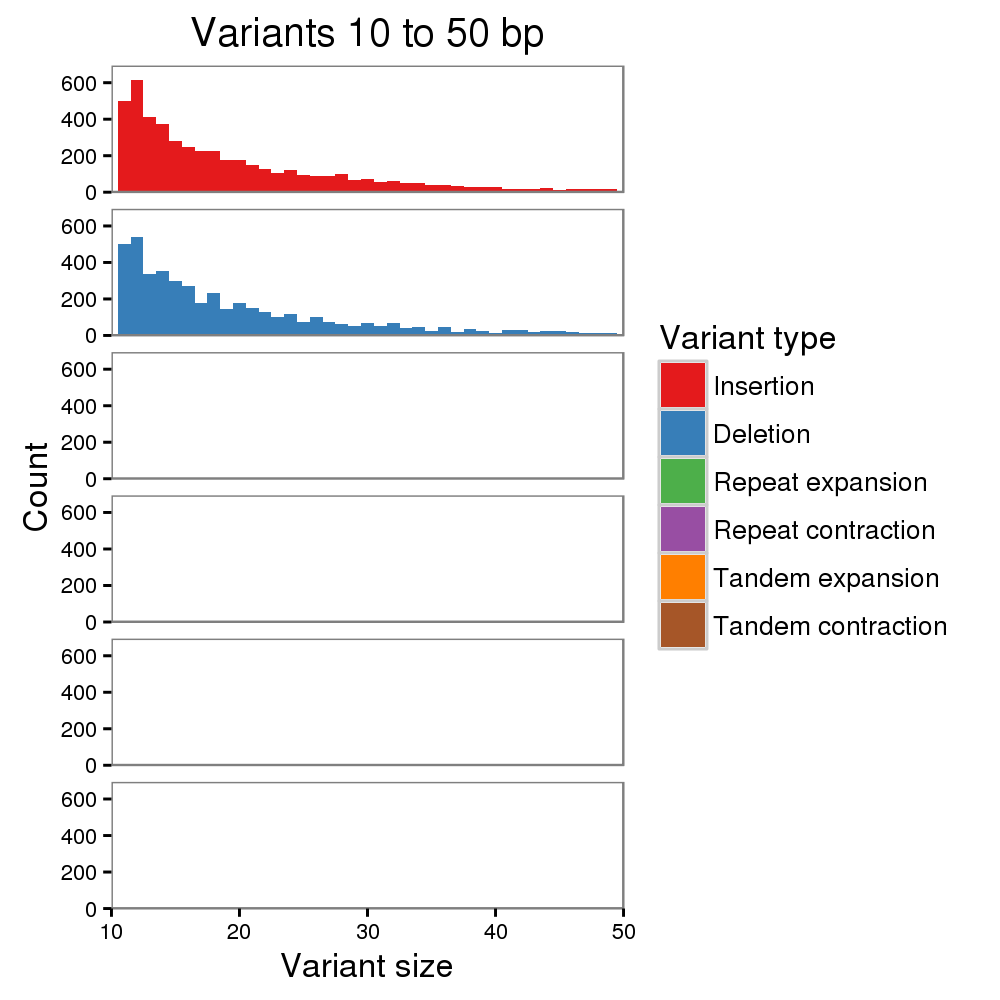 Variants 10 to 50 bp
600
400
200
0
600
400
200
0
600
400
200
0
600
400
200
0
600
400
200
0
600
400
200
0
10 20 30 40 50
Variant size
Count
Variant type
Insertion
Deletion
Repeat expansion
Repeat contraction
Tandem expansion
Tandem contraction